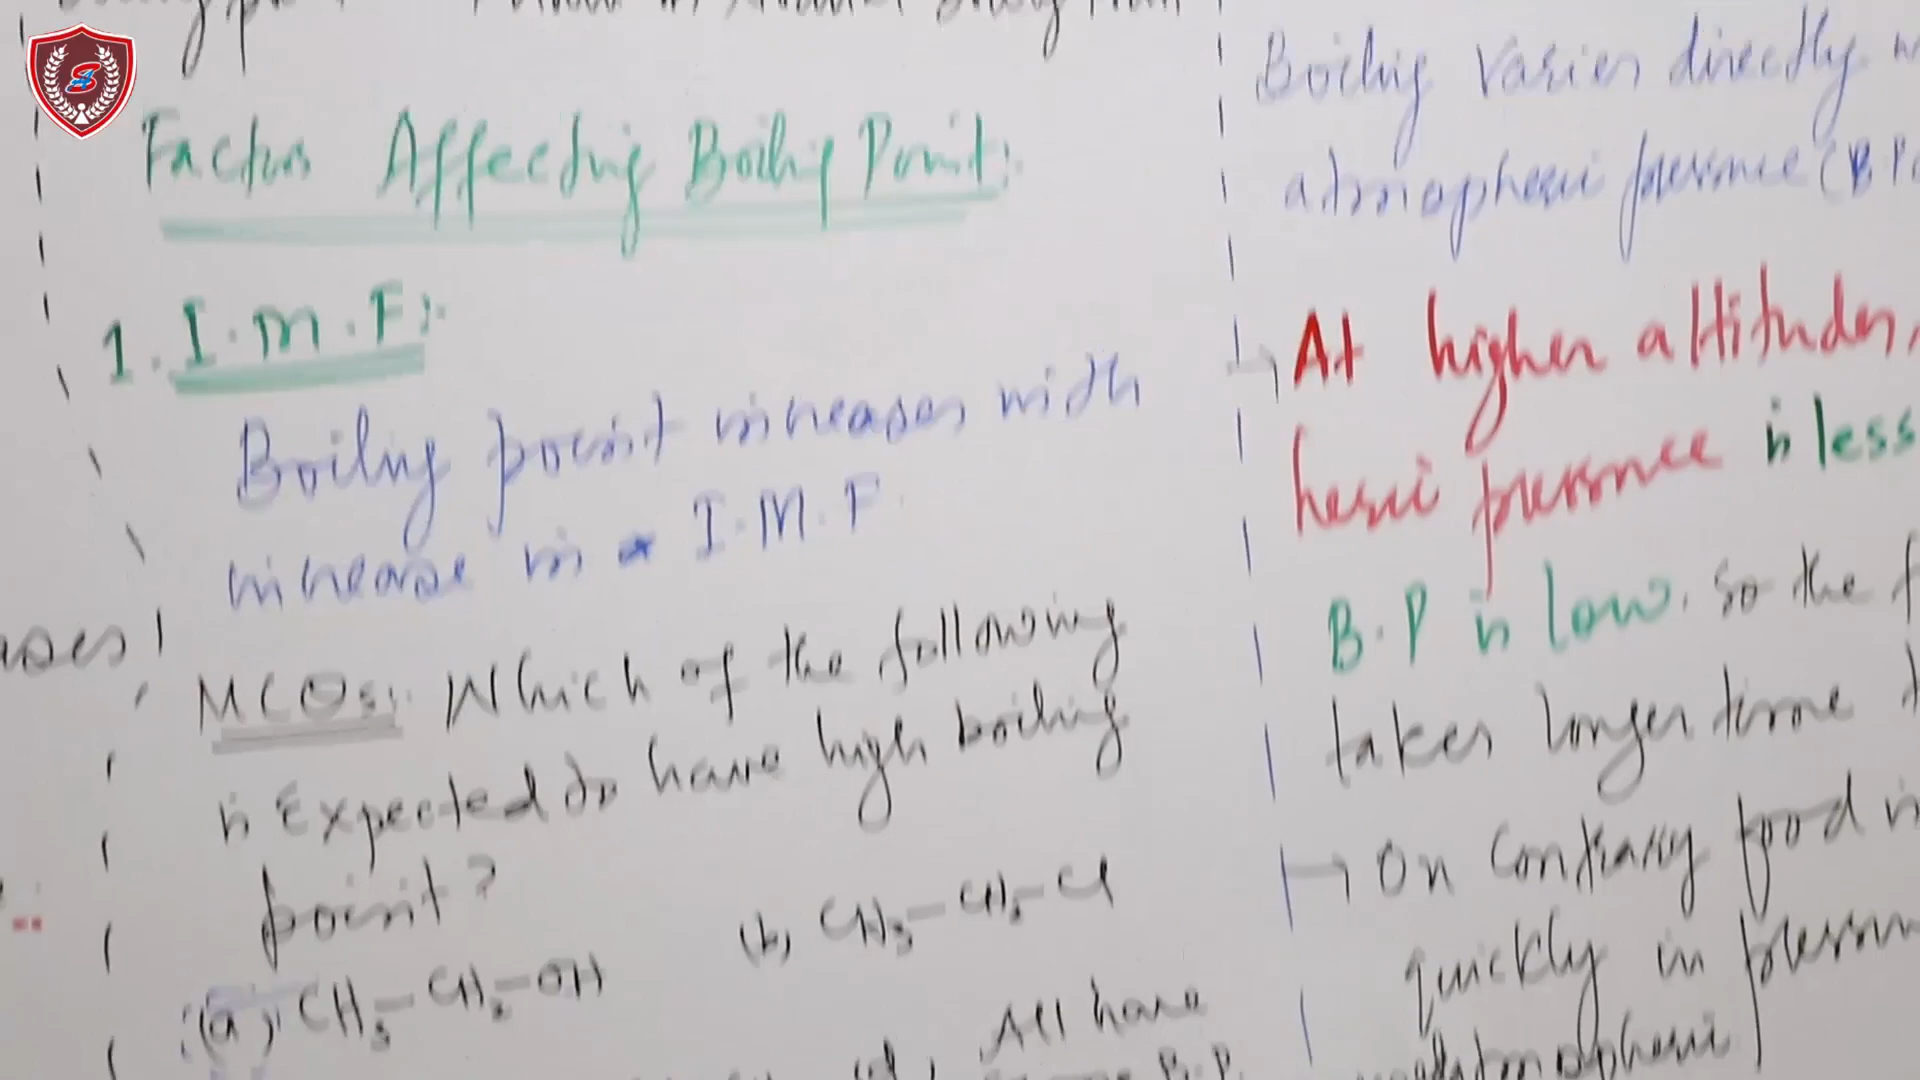 Factors Affecting Boiling Point:
1. I.M.F:
Boiling point increases with
increase in I.M.F.
MCQs: Which of the following
is Expected to have high boiling
point?
(a) CH3-CH2-OH
(b) CH3-CH2-Cl
All have
B.P.
Boiling varies directly
atmospheric pressure (B.P
At higher altitudes,
heric pressure is less
B.P is low. So the f
takes longer time t
On Contrary food is
quickly in pressur
atmospheric